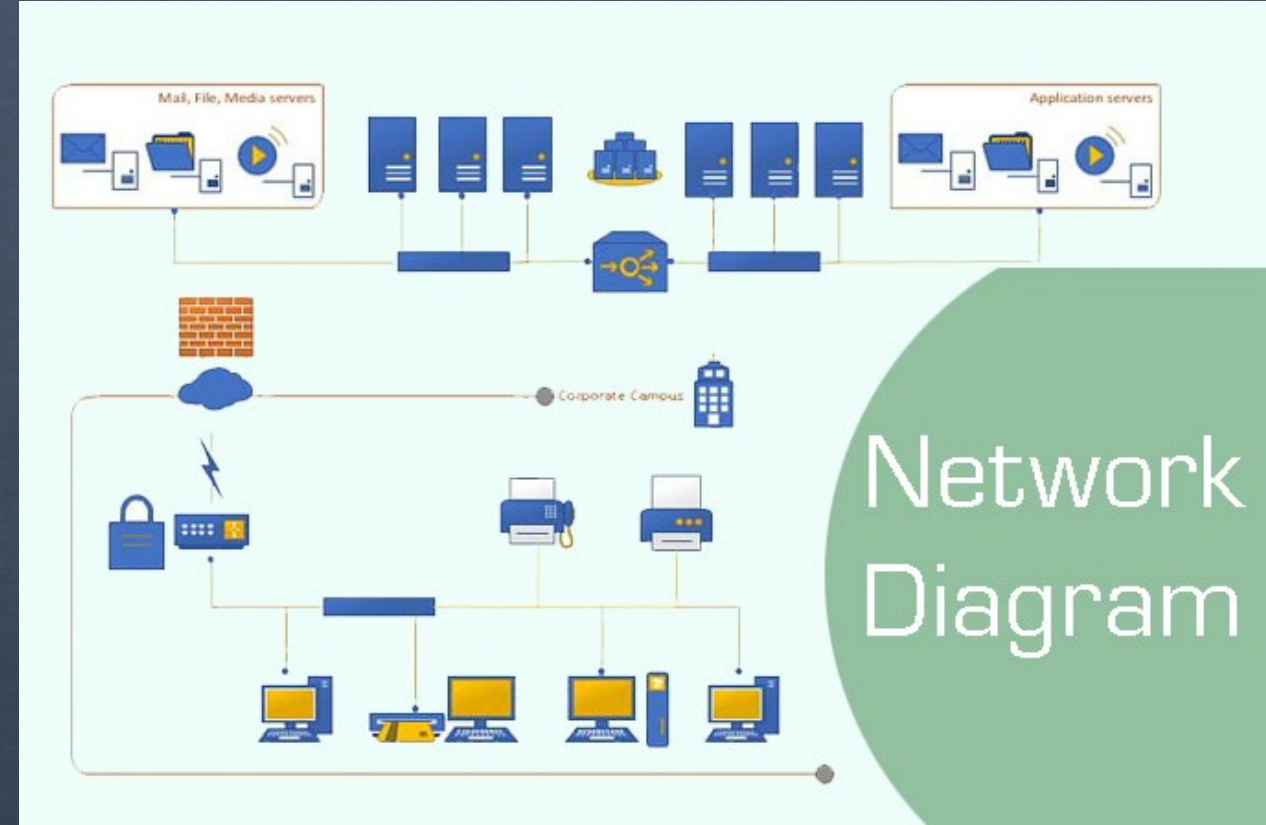 Mail, File, Media servers
Application servers
Corporate Campus
Network
Diagram